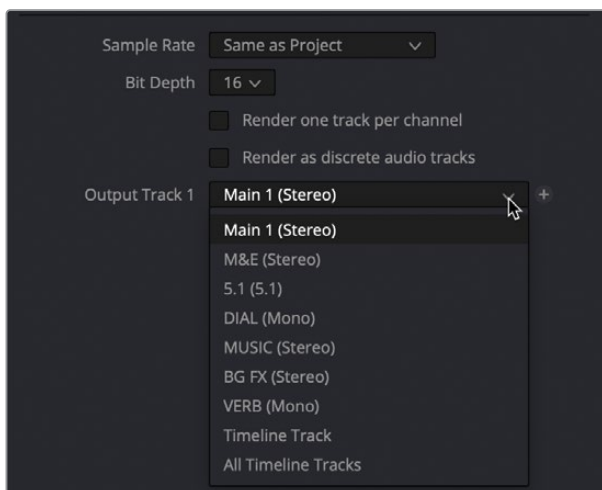 Sample Rate Same as Project
Bit Depth 16
Render one track per channel
Render as discrete audio tracks
Output Track 1 Main 1 (Stereo) +
Main 1 (Stereo)
M&E (Stereo)
5.1 (5.1)
DIAL (Mono)
MUSIC (Stereo)
BG FX (Stereo)
VERB (Mono)
Timeline Track
All Timeline Tracks